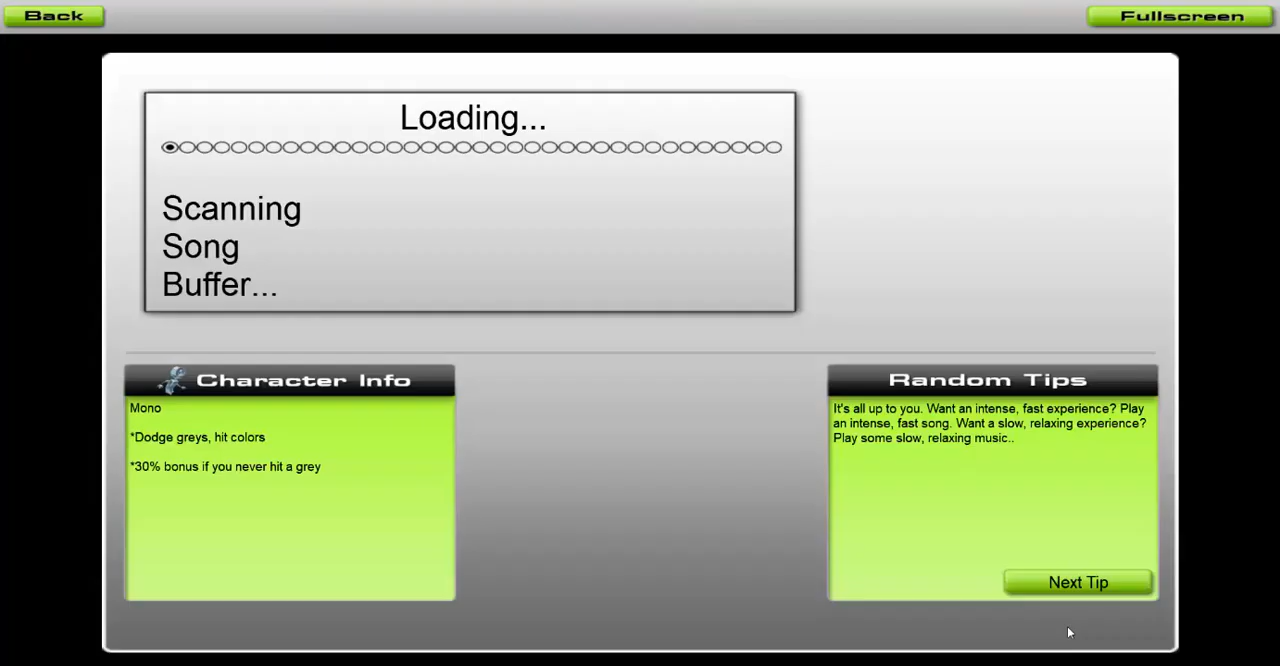 Back
Fullscreen
Loading...
Scanning
Song
Buffer...
Character Info
Mono
*Dodge greys, hit colors
*30% bonus if you never hit a grey
Random Tips
It's all up to you. Want an intense, fast experience? Play
an intense, fast song. Want a slow, relaxing experience?
Play some slow, relaxing music..
Next Tip